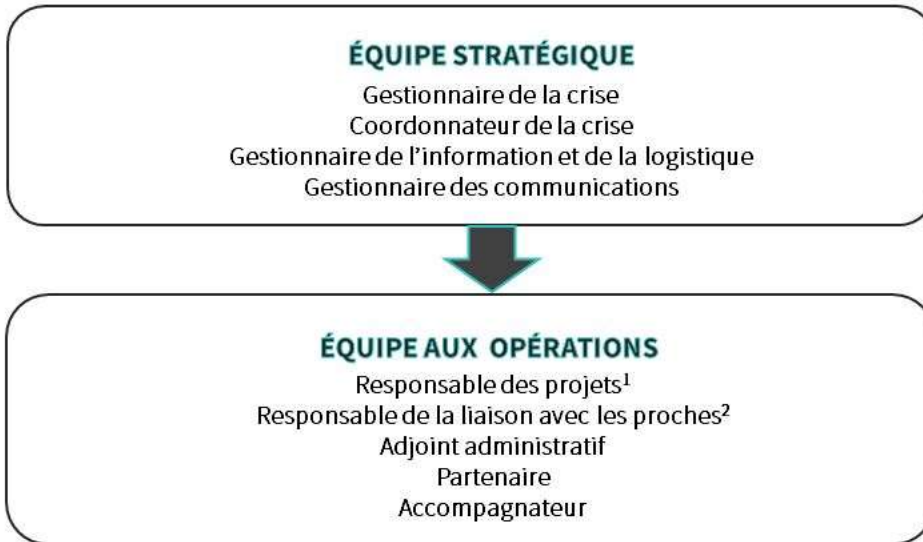 ÉQUIPE STRATÉGIQUE
Gestionnaire de la crise
Coordonnateur de la crise
Gestionnaire de l’information et de la logistique
Gestionnaire des communications
ÉQUIPE AUX OPÉRATIONS
Responsable des projets¹
Responsable de la liaison avec les proches²
Adjoint administratif
Partenaire
Accompagnateur